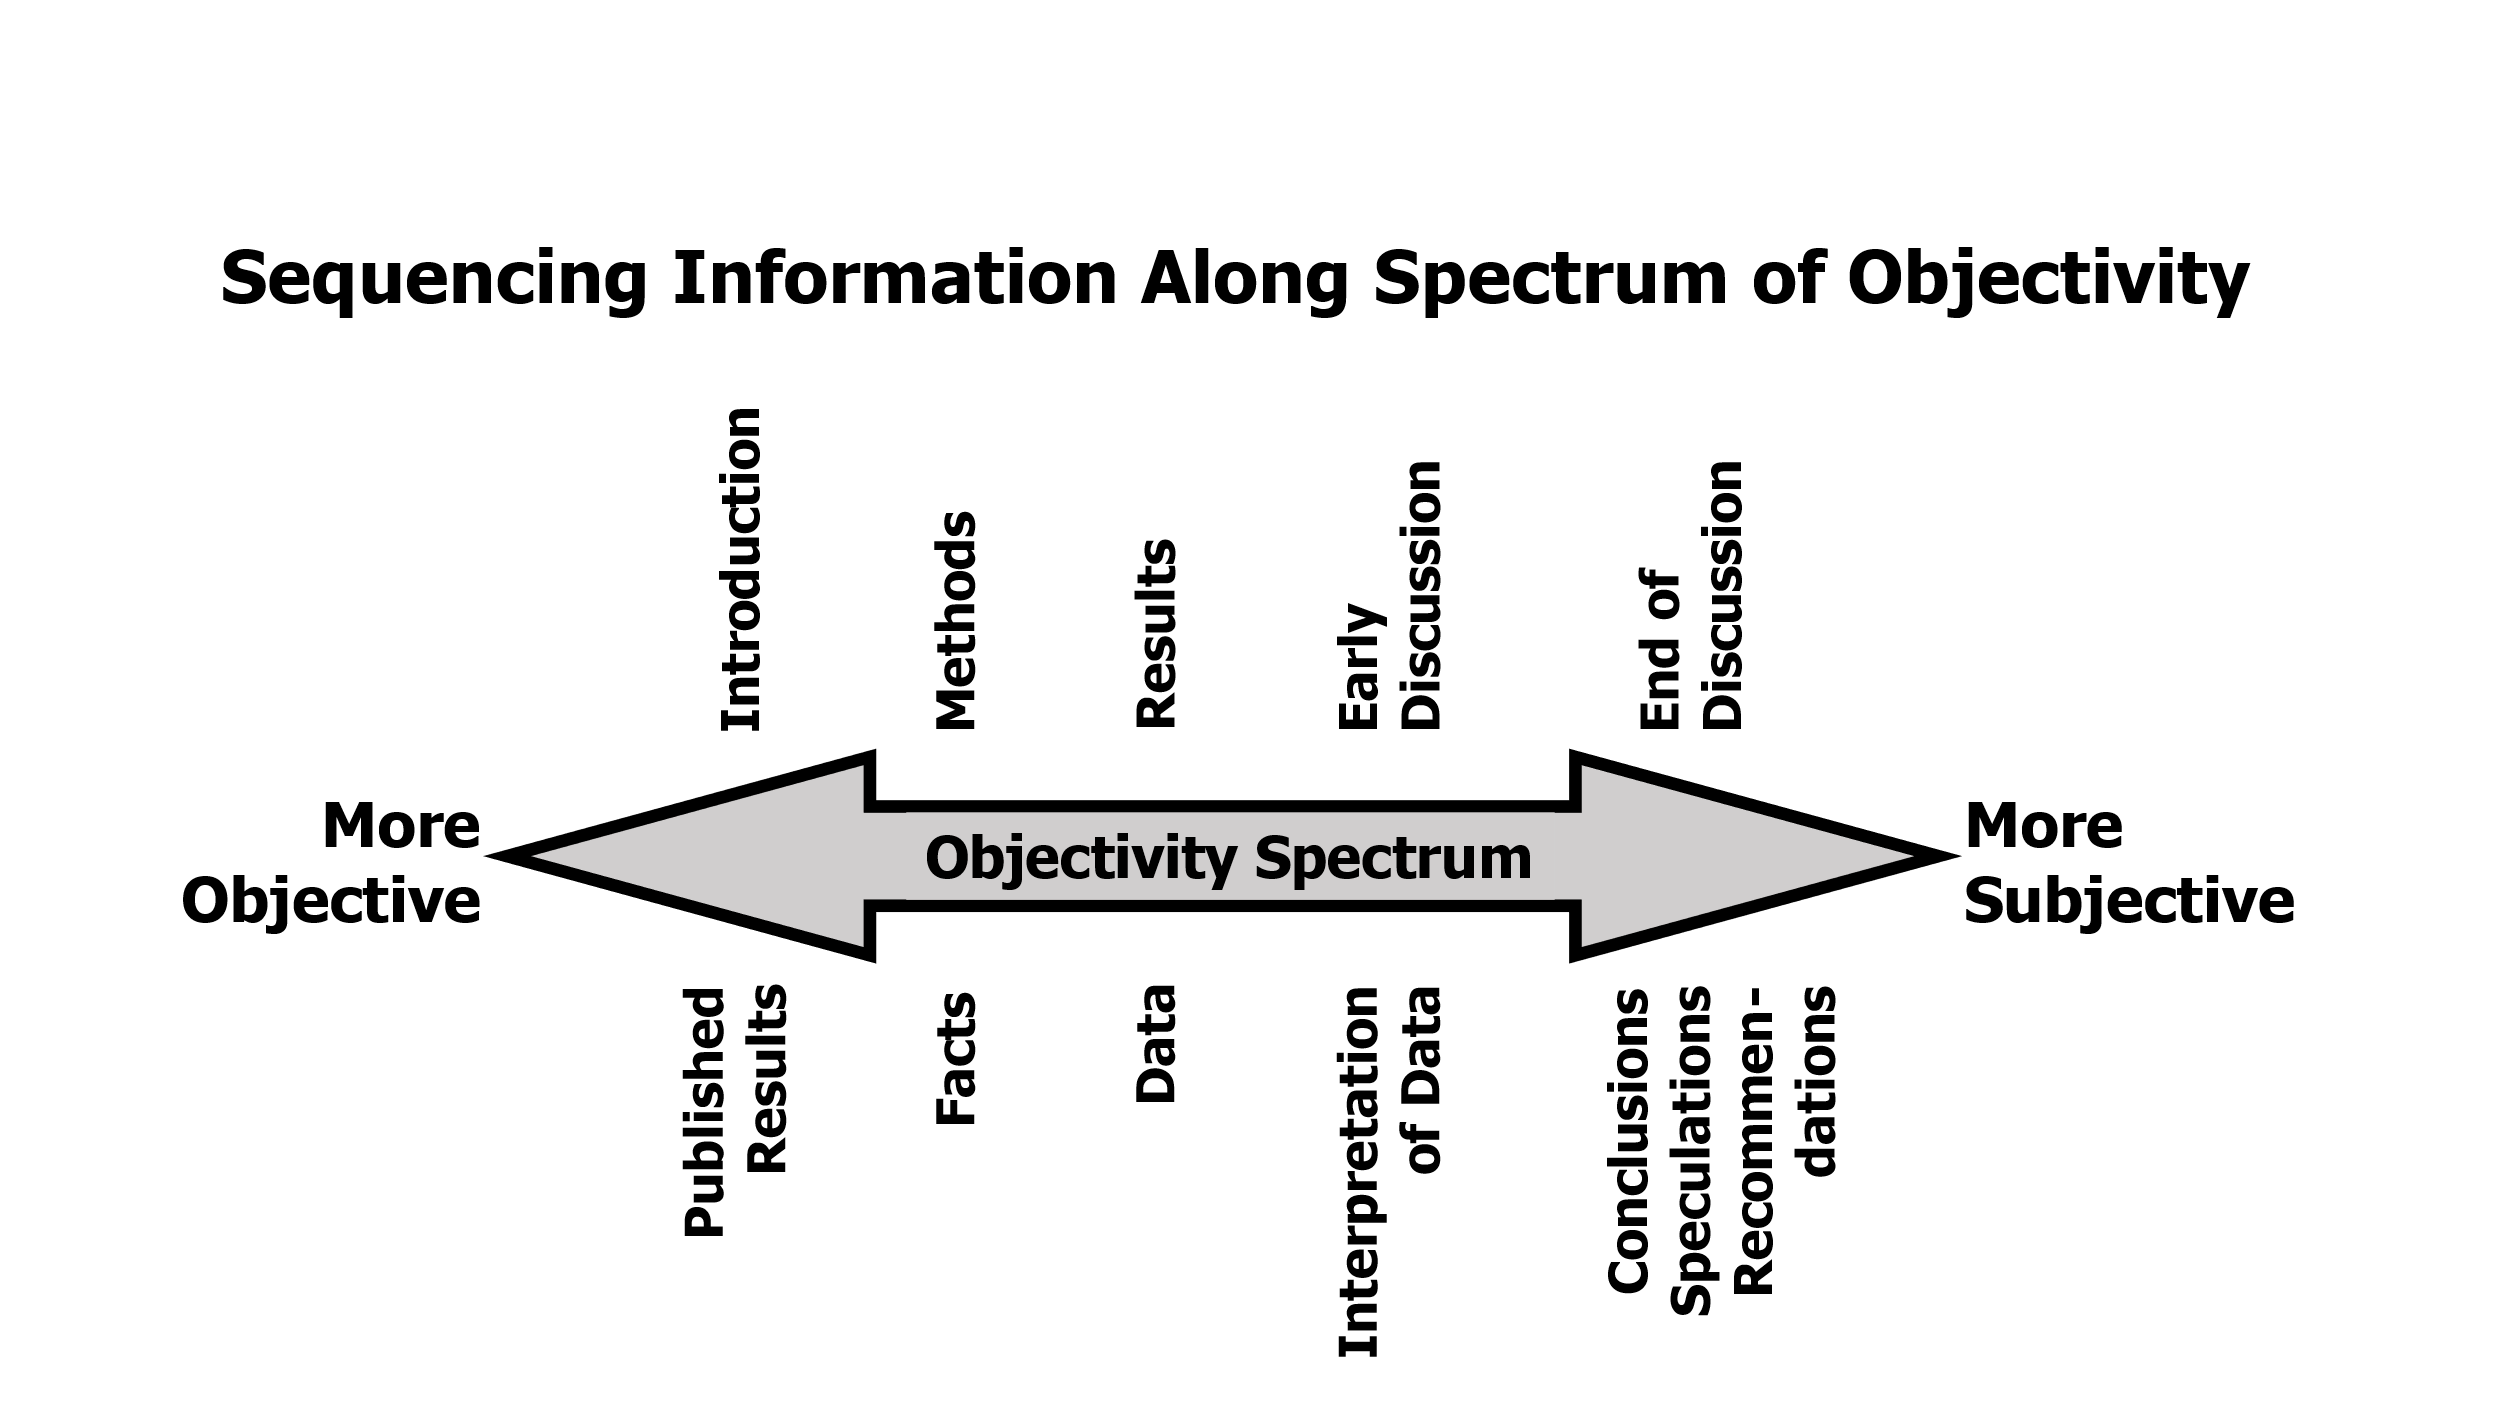 Sequencing Information Along Spectrum of Objectivity
Introduction
Methods
Results
Early
Discussion
End of
Discussion
More
Objective
Objectivity Spectrum
More
Subjective
Published
Results
Facts
Data
Interpretation
of Data
Conclusions
Speculations
Recommen-
dations